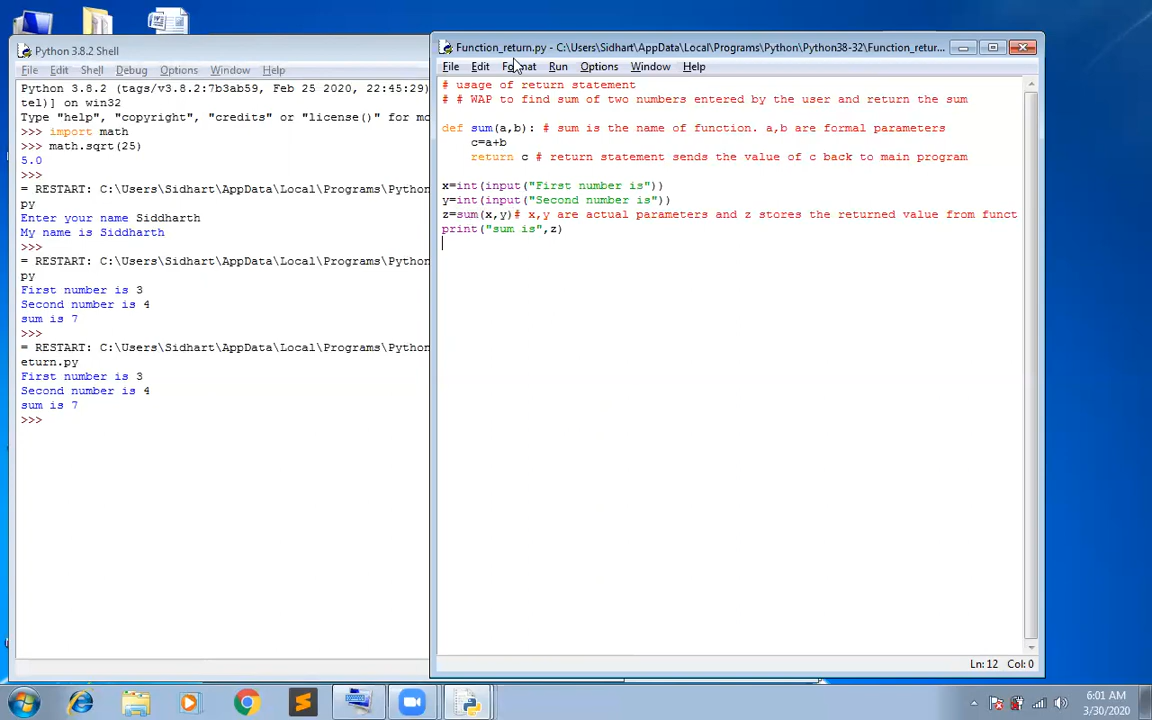 Python 3.8.2 Shell
File Edit Shell Debug Options Window Help
Python 3.8.2 (tags/v3.8.2:7b3ab59, Feb 25 2020, 22:45:29)
tel)] on win32
Type "help", "copyright", "credits" or "license()" for mo
>>> import math
>>> math.sqrt(25)
5.0
>>>
= RESTART: C:\Users\Sidhart\AppData\Local\Programs\Python
py
Enter your name Siddharth
My name is Siddharth
>>>
= RESTART: C:\Users\Sidhart\AppData\Local\Programs\Python
py
First number is 3
Second number is 4
sum is 7
>>>
= RESTART: C:\Users\Sidhart\AppData\Local\Programs\Python
eturn.py
First number is 3
Second number is 4
sum is 7
>>>
Function_return.py - C:\Users\Sidhart\AppData\Local\Programs\Python\Python38-32\Function_retur...
File Edit Format Run Options Window Help
# usage of return statement
# # WAP to find sum of two numbers entered by the user and return the sum
def sum(a,b): # sum is the name of function. a,b are formal parameters
c=a+b
return c # return statement sends the value of c back to main program
x=int(input("First number is"))
y=int(input("Second number is"))
z=sum(x,y)# x,y are actual parameters and z stores the returned value from funct
print("sum is",z)
Ln: 12 Col: 0
6:01 AM
3/30/2020